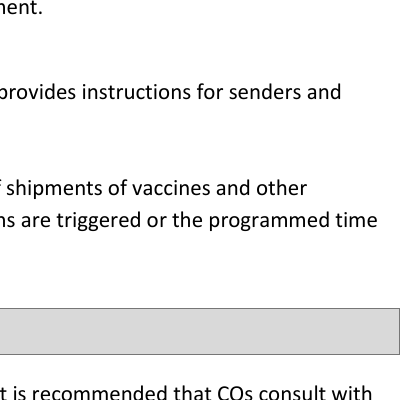 ment.
provides instructions for senders and
f shipments of vaccines and other
ns are triggered or the programmed time
t is recommended that COs consult with